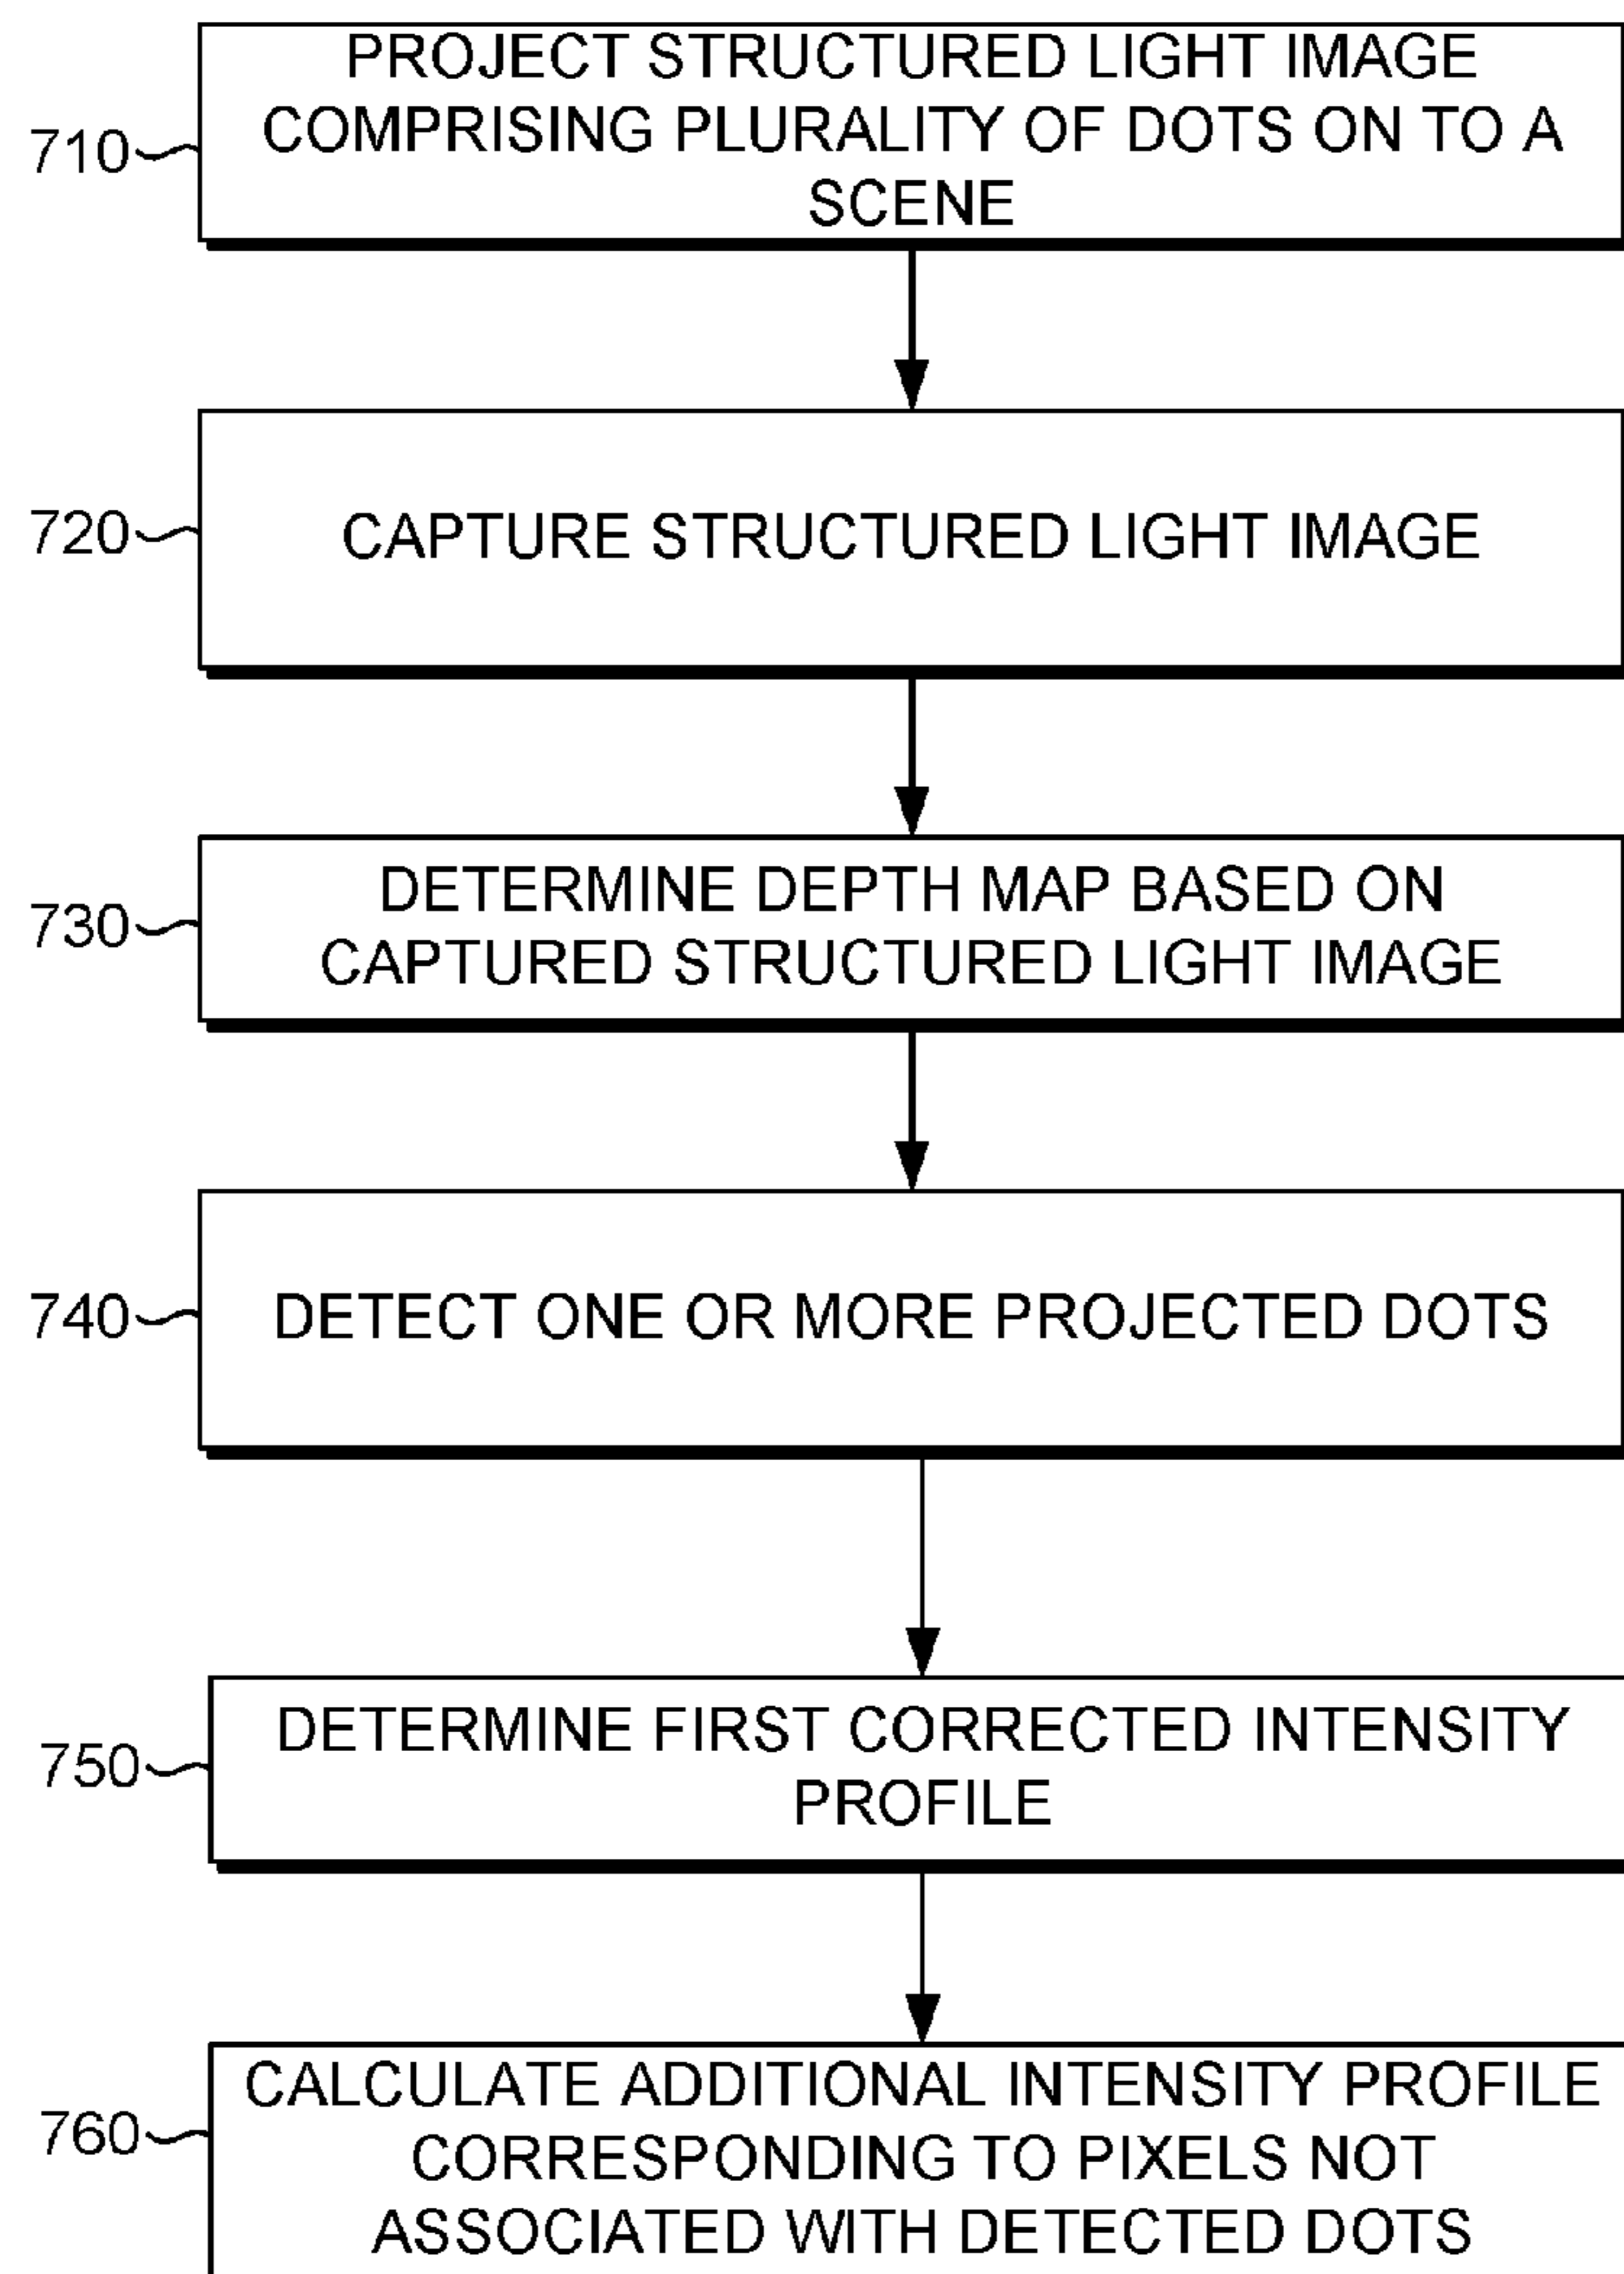 PROJECT STRUCTURED LIGHT IMAGE
COMPRISING PLURALITY OF DOTS ON TO A
SCENE
710
720
CAPTURE STRUCTURED LIGHT IMAGE
DETERMINE DEPTH MAP BASED ON
CAPTURED STRUCTURED LIGHT IMAGE
730
740
DETECT ONE OR MORE PROJECTED DOTS
DETERMINE FIRST CORRECTED INTENSITY
PROFILE
750
CALCULATE ADDITIONAL INTENSITY PROFILE
CORRESPONDING TO PIXELS NOT
ASSOCIATED WITH DETECTED DOTS
760